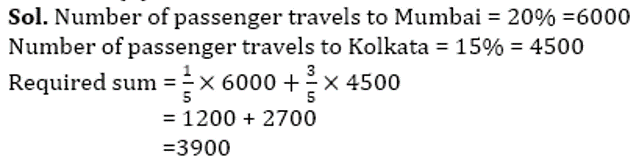 Sol. Number of passenger travels to Mumbai = 20% =6000
Number of passenger travels to Kolkata = 15% = 4500
Required sum = 1/5 × 6000 + 3/5 × 4500
= 1200 + 2700
=3900